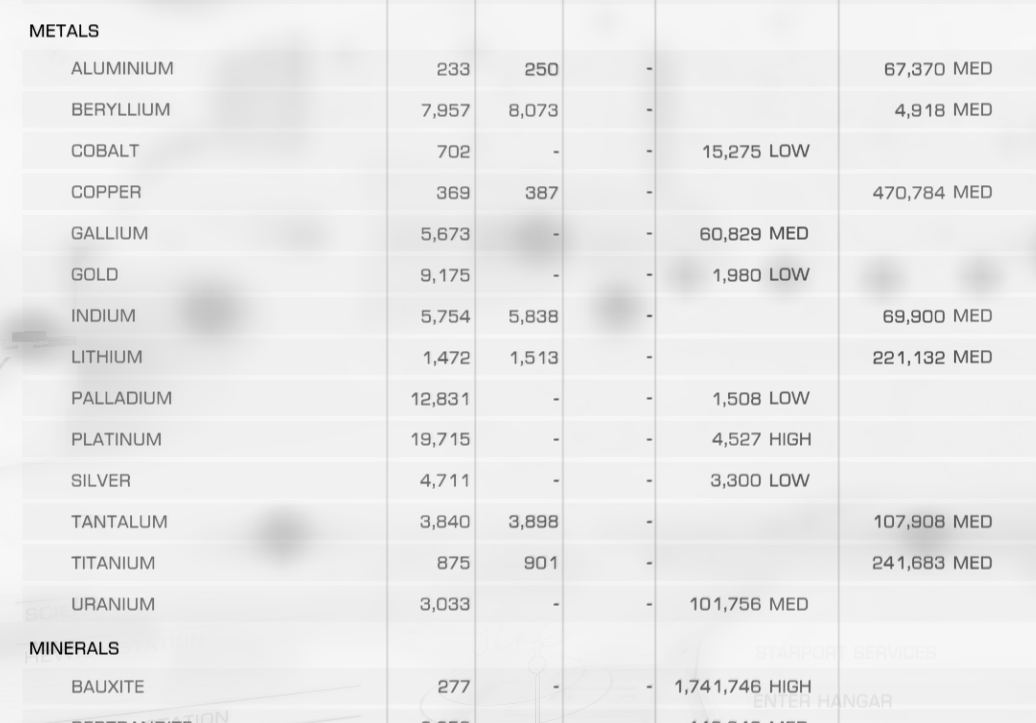 METALS
ALUMINIUM 233 250 - 67,370 MED
BERYLLIUM 7,957 8,073 - 4,918 MED
COBALT 702 - - 15,275 LOW
COPPER 369 387 - 470,784 MED
GALLIUM 5,673 - - 60,829 MED
GOLD 9,175 - - 1,980 LOW
INDIUM 5,754 5,838 - 69,900 MED
LITHIUM 1,472 1,513 - 221,132 MED
PALLADIUM 12,831 - - 1,508 LOW
PLATINUM 19,715 - - 4,527 HIGH
SILVER 4,711 - - 3,300 LOW
TANTALUM 3,840 3,898 - 107,908 MED
TITANIUM 875 901 - 241,683 MED
URANIUM 3,033 - - 101,756 MED
MINERALS
STARPORT SERVICES
BAUXITE 277 - - 1,741,746 HIGH
ENTER HANGAR